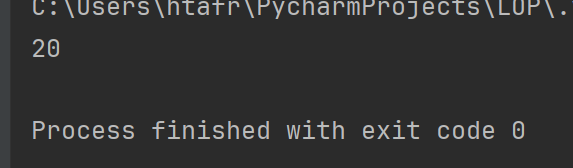 C:\Users\htafr\PycharmProjects\LOP\.
20
Process finished with exit code 0